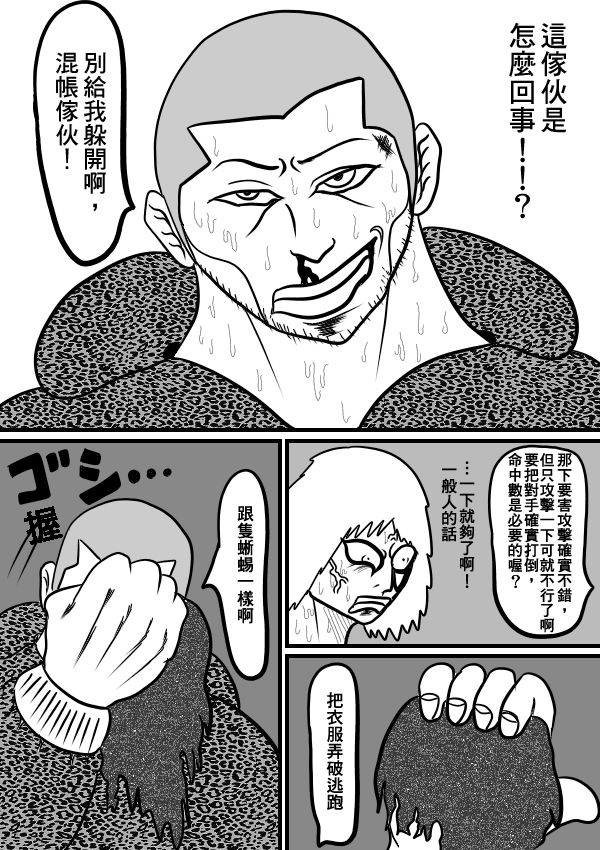 這傢伙是
怎麼回事！！？
別給我躲開啊，
混帳傢伙！
那下要害攻擊確實不錯，
但只攻擊一下可就不行了啊
要把對手確實打倒，
命中數是必要的喔？
…一下就夠了啊！
一般人的話
把衣服弄破逃跑
跟隻蜥蜴一樣啊
ゴシ…
握